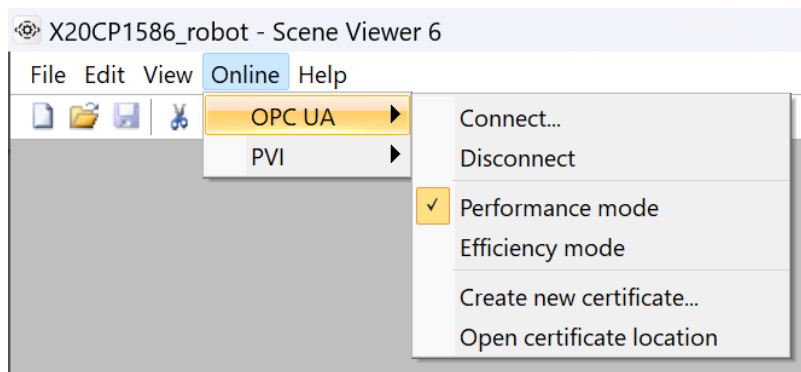 X20CP1586_robot - Scene Viewer 6
File Edit View Online Help
OPC UA
PVI
Connect...
Disconnect
Performance mode
Efficiency mode
Create new certificate...
Open certificate location